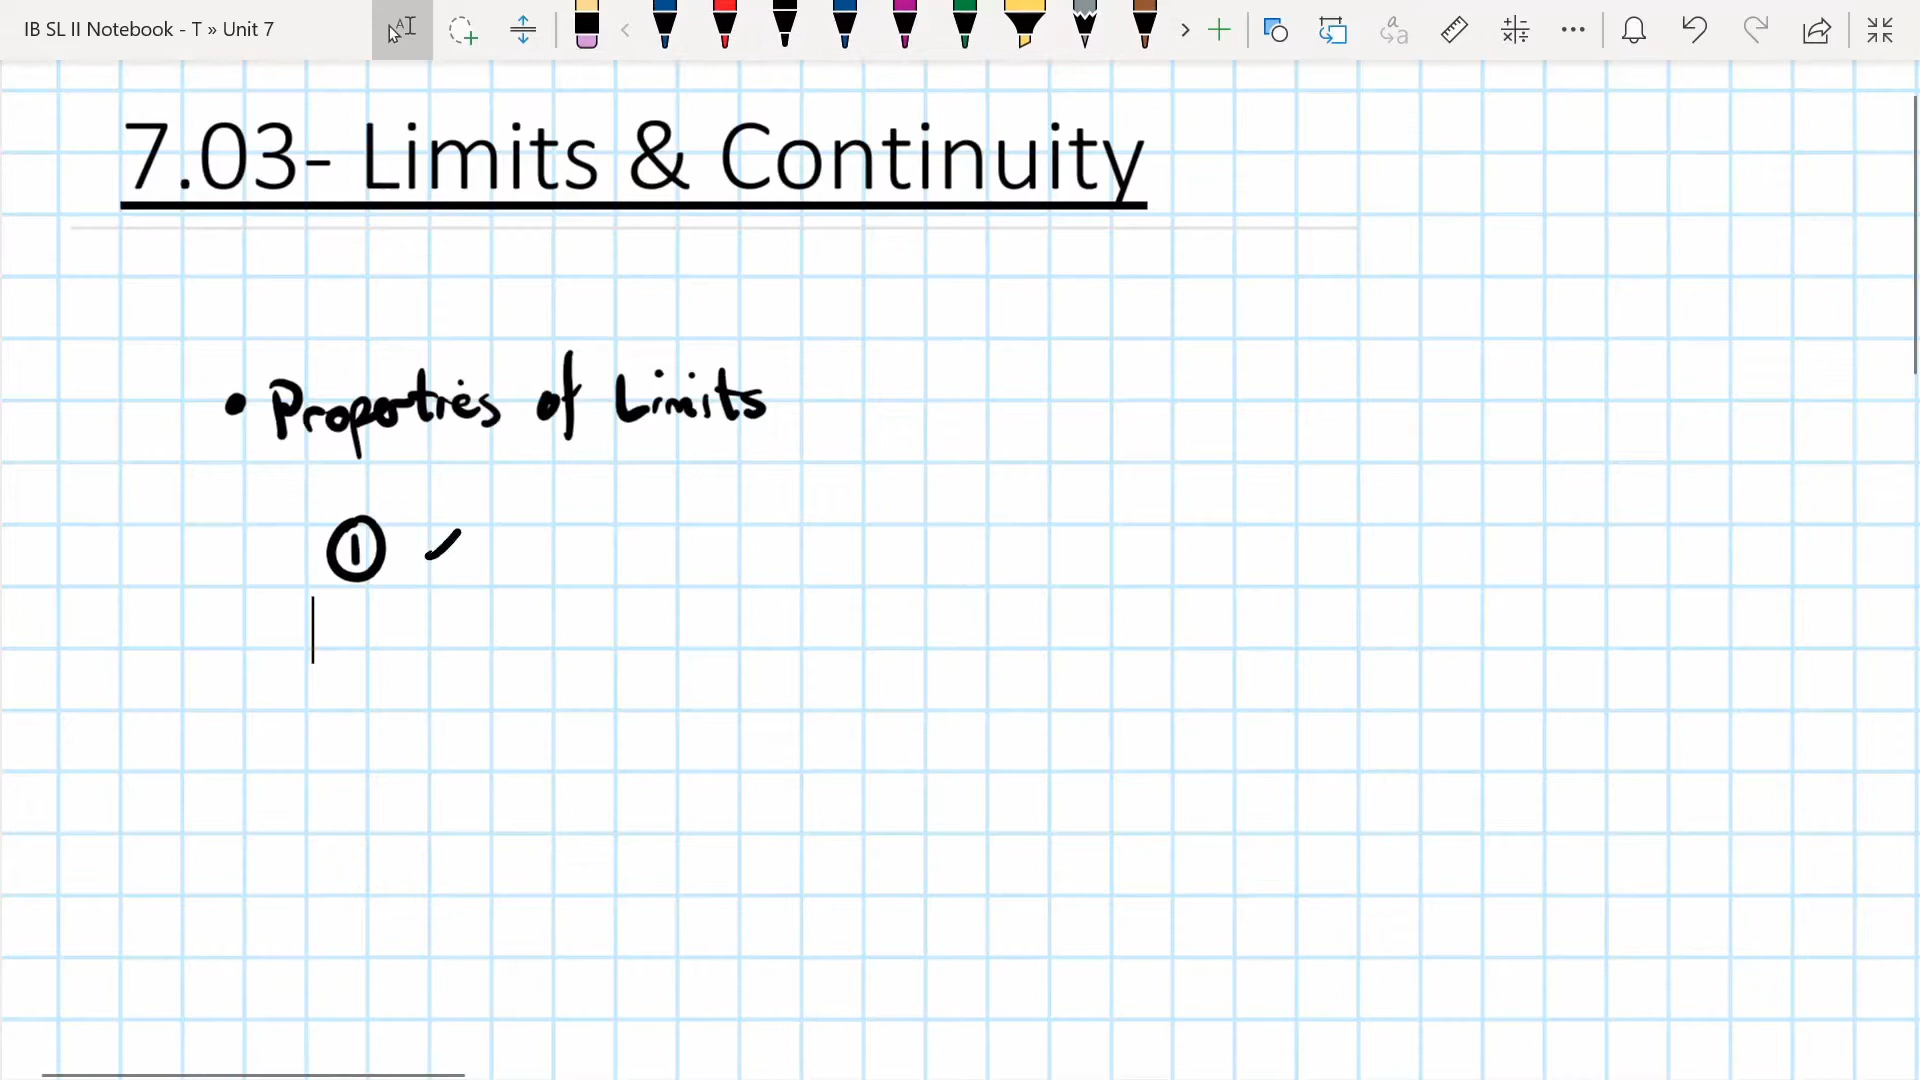 IB SL II Notebook - T » Unit 7
7.03- Limits & Continuity
• Properties of Limits
①